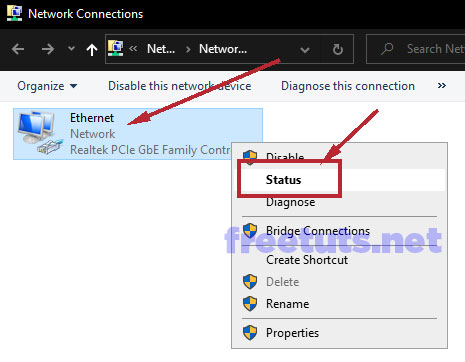 Network Connections
Net... Networ... Search Net
Organize Disable this network device Diagnose this connection »
Ethernet
Network
Realtek PCIe GbE Family Contr
Disable
Status
Diagnose
Bridge Connections
freetuts.net
Create Shortcut
Delete
Rename
Properties